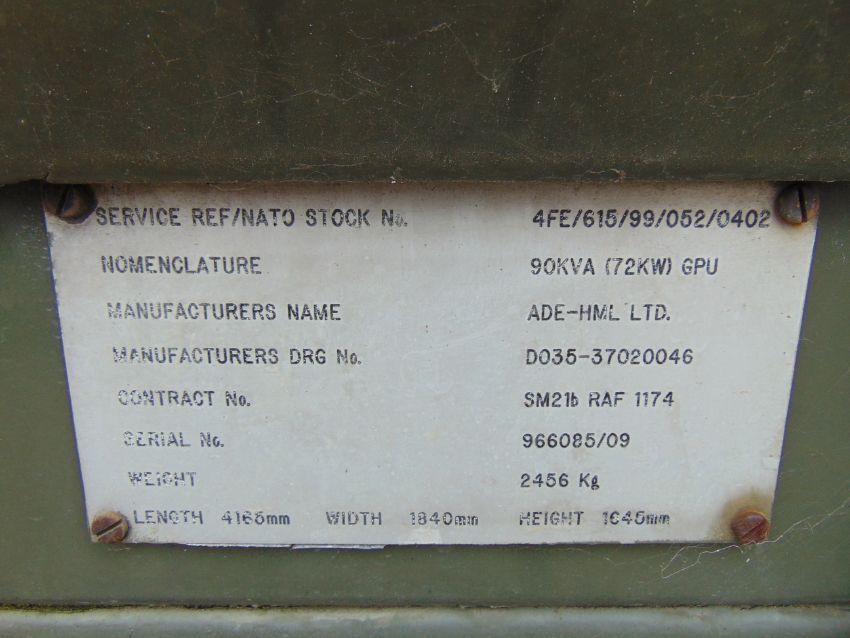 SERVICE REF/NATO STOCK No. 4FE/615/99/052/0402
NOMENCLATURE 90KVA (72KW) GPU
MANUFACTURERS NAME ADE-HML LTD.
MANUFACTURERS DRG No. D035-37020046
CONTRACT No. SM21b RAF 1174
SERIAL No. 966085/09
WEIGHT 2456 Kg
LENGTH 4165mm WIDTH 1840mm HEIGHT